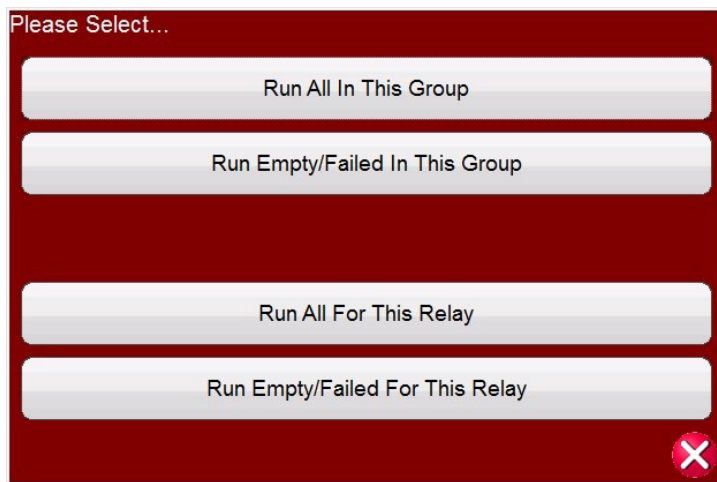 Please Select...
Run All In This Group
Run Empty/Failed In This Group
Run All For This Relay
Run Empty/Failed For This Relay